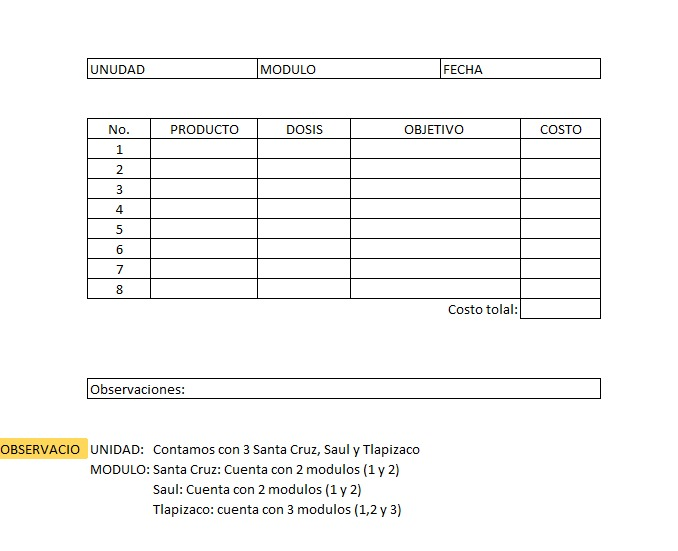 UNUDAD MODULO FECHA
No. PRODUCTO DOSIS OBJETIVO COSTO
1
2
3
4
5
6
7
8
Costo tolal:
Observaciones:
OBSERVACIO UNIDAD: Contamos con 3 Santa Cruz, Saul y Tlapizaco
MODULO: Santa Cruz: Cuenta con 2 modulos (1 y 2)
Saul: Cuenta con 2 modulos (1 y 2)
Tlapizaco: cuenta con 3 modulos (1,2 y 3)